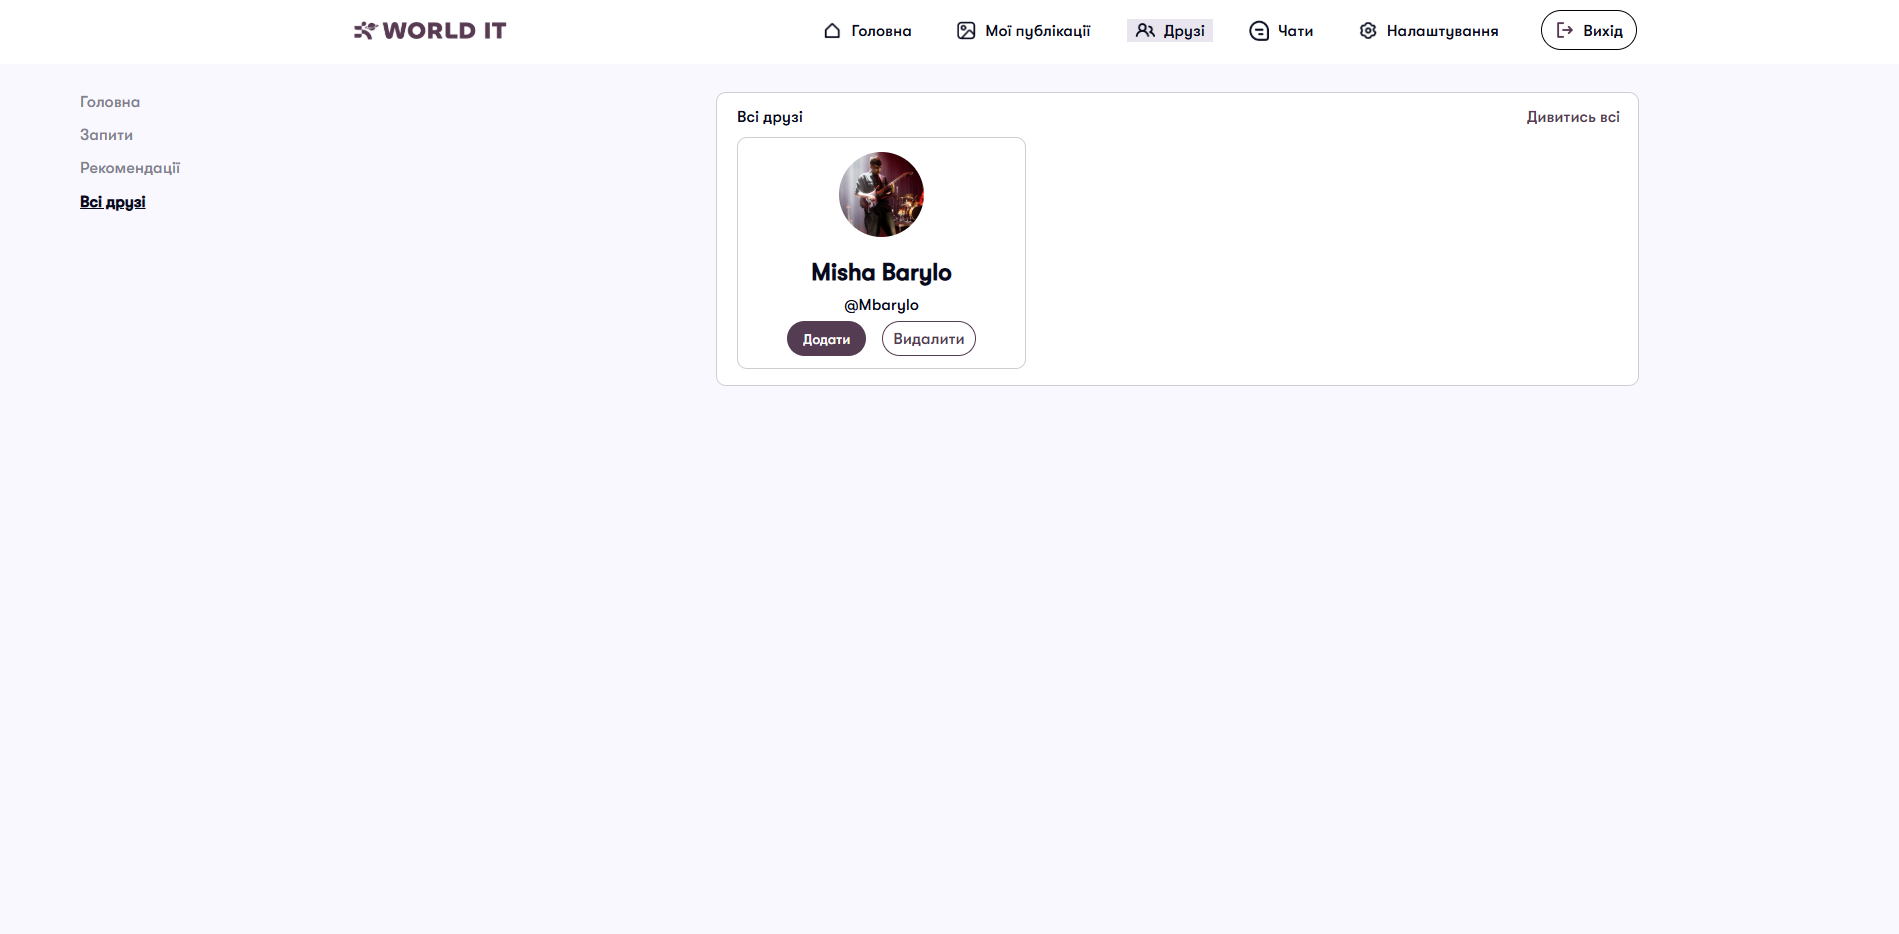 WORLD IT
Головна
Мої публікації
Друзі
Чати
Налаштування
Вихід
Головна
Запити
Рекомендації
Всі друзі
Всі друзі
Дивитись всі
Misha Barylo
@Mbarylo
Додати
Видалити